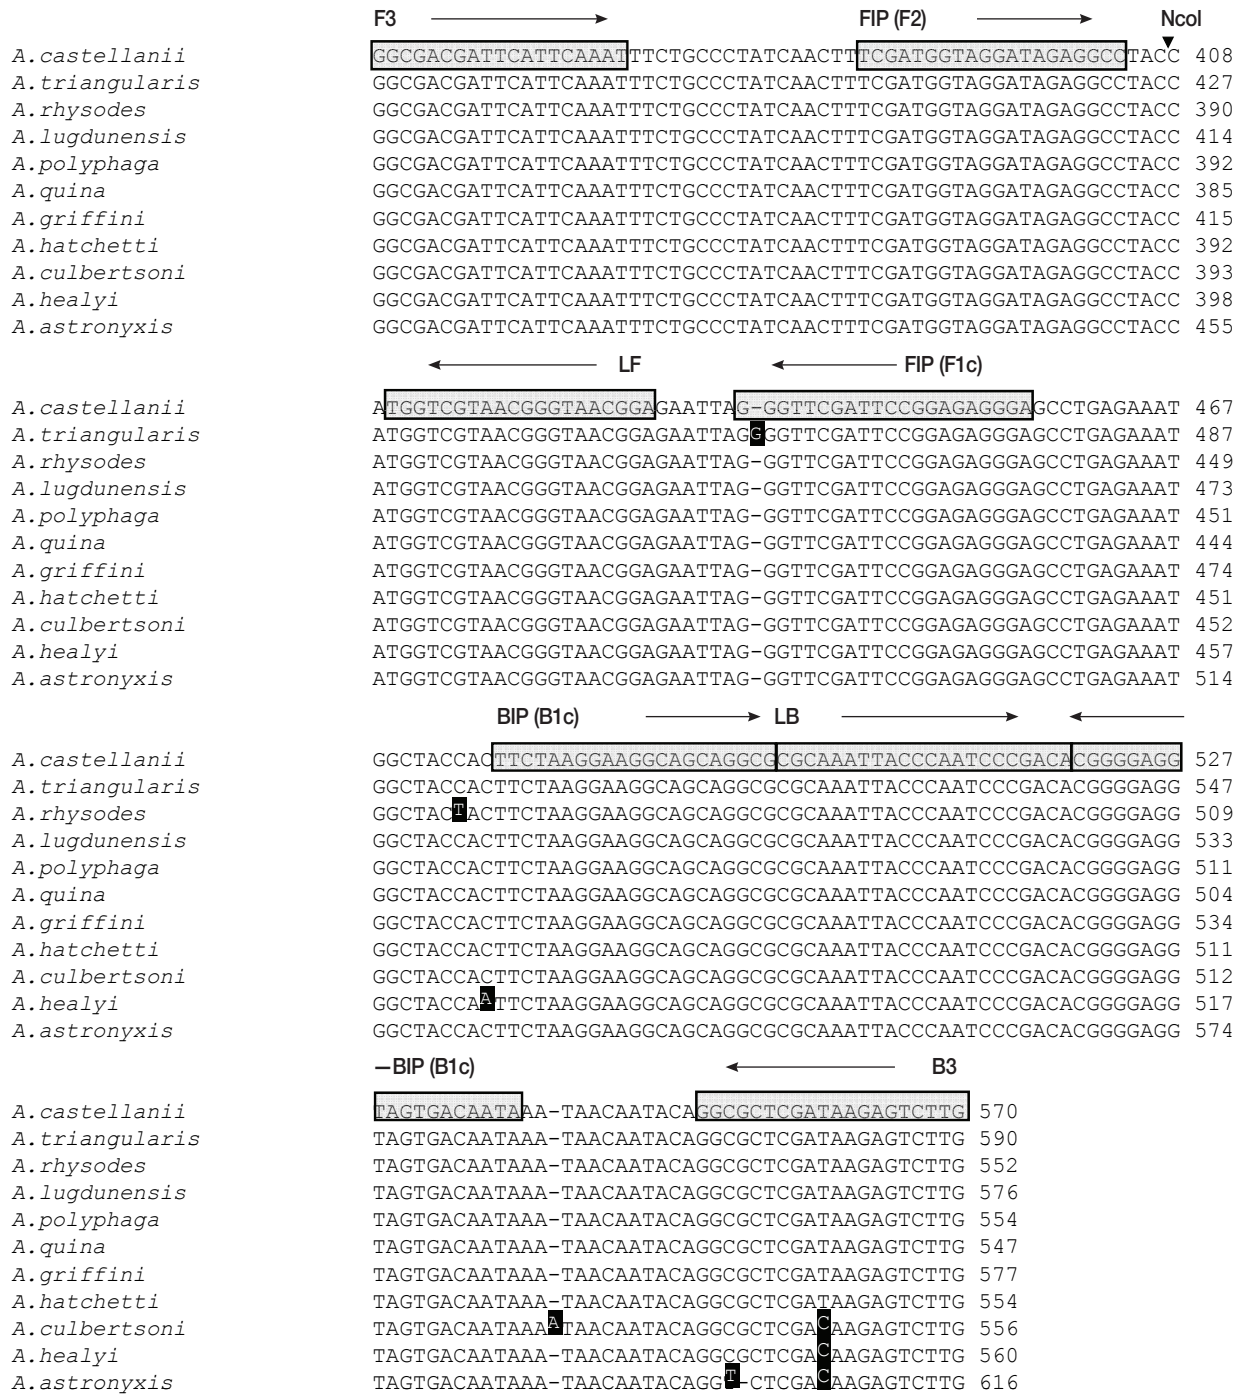 F3 FIP (F2) NcoI
A.castellanii GGCGACGATTCATTCAAATTTCTGCCCTATCAACTTTCGATGGTAGGATAGAGGCCTACC 408
A.triangularis GGCGACGATTCATTCAAATTTCTGCCCTATCAACTTTCGATGGTAGGATAGAGGCCTACC 427
A.rhysodes GGCGACGATTCATTCAAATTTCTGCCCTATCAACTTTCGATGGTAGGATAGAGGCCTACC 390
A.lugdunensis GGCGACGATTCATTCAAATTTCTGCCCTATCAACTTTCGATGGTAGGATAGAGGCCTACC 414
A.polyphaga GGCGACGATTCATTCAAATTTCTGCCCTATCAACTTTCGATGGTAGGATAGAGGCCTACC 392
A.quina GGCGACGATTCATTCAAATTTCTGCCCTATCAACTTTCGATGGTAGGATAGAGGCCTACC 385
A.griffini GGCGACGATTCATTCAAATTTCTGCCCTATCAACTTTCGATGGTAGGATAGAGGCCTACC 415
A.hatchetti GGCGACGATTCATTCAAATTTCTGCCCTATCAACTTTCGATGGTAGGATAGAGGCCTACC 392
A.culbertsoni GGCGACGATTCATTCAAATTTCTGCCCTATCAACTTTCGATGGTAGGATAGAGGCCTACC 393
A.healyi GGCGACGATTCATTCAAATTTCTGCCCTATCAACTTTCGATGGTAGGATAGAGGCCTACC 398
A.astronyxis GGCGACGATTCATTCAAATTTCTGCCCTATCAACTTTCGATGGTAGGATAGAGGCCTACC 455
LF FIP (F1c)
A.castellanii ATGGTCGTAACGGGTAACGGAGAATTAG-GGTTCGATTCCGGAGAGGGAGCCTGAGAAAT 467
A.triangularis ATGGTCGTAACGGGTAACGGAGAATTAGGGGTTCGATTCCGGAGAGGGAGCCTGAGAAAT 487
A.rhysodes ATGGTCGTAACGGGTAACGGAGAATTAG-GGTTCGATTCCGGAGAGGGAGCCTGAGAAAT 449
A.lugdunensis ATGGTCGTAACGGGTAACGGAGAATTAG-GGTTCGATTCCGGAGAGGGAGCCTGAGAAAT 473
A.polyphaga ATGGTCGTAACGGGTAACGGAGAATTAG-GGTTCGATTCCGGAGAGGGAGCCTGAGAAAT 451
A.quina ATGGTCGTAACGGGTAACGGAGAATTAG-GGTTCGATTCCGGAGAGGGAGCCTGAGAAAT 444
A.griffini ATGGTCGTAACGGGTAACGGAGAATTAG-GGTTCGATTCCGGAGAGGGAGCCTGAGAAAT 474
A.hatchetti ATGGTCGTAACGGGTAACGGAGAATTAG-GGTTCGATTCCGGAGAGGGAGCCTGAGAAAT 451
A.culbertsoni ATGGTCGTAACGGGTAACGGAGAATTAG-GGTTCGATTCCGGAGAGGGAGCCTGAGAAAT 452
A.healyi ATGGTCGTAACGGGTAACGGAGAATTAG-GGTTCGATTCCGGAGAGGGAGCCTGAGAAAT 457
A.astronyxis ATGGTCGTAACGGGTAACGGAGAATTAG-GGTTCGATTCCGGAGAGGGAGCCTGAGAAAT 514
BIP (B1c) LB
A.castellanii GGCTACCACTTCTAAGGAAGGCAGCAGGCGCGCAAATTACCCAATCCCGACACGGGGAGG 527
A.triangularis GGCTACCACTTCTAAGGAAGGCAGCAGGCGCGCAAATTACCCAATCCCGACACGGGGAGG 547
A.rhysodes GGCTACTACTTCTAAGGAAGGCAGCAGGCGCGCAAATTACCCAATCCCGACACGGGGAGG 509
A.lugdunensis GGCTACCACTTCTAAGGAAGGCAGCAGGCGCGCAAATTACCCAATCCCGACACGGGGAGG 533
A.polyphaga GGCTACCACTTCTAAGGAAGGCAGCAGGCGCGCAAATTACCCAATCCCGACACGGGGAGG 511
A.quina GGCTACCACTTCTAAGGAAGGCAGCAGGCGCGCAAATTACCCAATCCCGACACGGGGAGG 504
A.griffini GGCTACCACTTCTAAGGAAGGCAGCAGGCGCGCAAATTACCCAATCCCGACACGGGGAGG 534
A.hatchetti GGCTACCACTTCTAAGGAAGGCAGCAGGCGCGCAAATTACCCAATCCCGACACGGGGAGG 511
A.culbertsoni GGCTACCACTTCTAAGGAAGGCAGCAGGCGCGCAAATTACCCAATCCCGACACGGGGAGG 512
A.healyi GGCTACCAATTCTAAGGAAGGCAGCAGGCGCGCAAATTACCCAATCCCGACACGGGGAGG 517
A.astronyxis GGCTACCACTTCTAAGGAAGGCAGCAGGCGCGCAAATTACCCAATCCCGACACGGGGAGG 574
BIP (B1c) B3
A.castellanii TAGTGACAATAAA-TAACAATACAGGCGCTCGATAAGAGTCTTG 570
A.triangularis TAGTGACAATAAA-TAACAATACAGGCGCTCGATAAGAGTCTTG 590
A.rhysodes TAGTGACAATAAA-TAACAATACAGGCGCTCGATAAGAGTCTTG 552
A.lugdunensis TAGTGACAATAAA-TAACAATACAGGCGCTCGATAAGAGTCTTG 576
A.polyphaga TAGTGACAATAAA-TAACAATACAGGCGCTCGATAAGAGTCTTG 554
A.quina TAGTGACAATAAA-TAACAATACAGGCGCTCGATAAGAGTCTTG 547
A.griffini TAGTGACAATAAA-TAACAATACAGGCGCTCGATAAGAGTCTTG 577
A.hatchetti TAGTGACAATAAA-TAACAATACAGGCGCTCGATAAGAGTCTTG 554
A.culbertsoni TAGTGACAATAAAATAACAATACAGGCGCTCGACAAGAGTCTTG 556
A.healyi TAGTGACAATAAA-TAACAATACAGGCGCTCGACAAGAGTCTTG 560
A.astronyxis TAGTGACAATAAA-TAACAATACAGGT-CTCGACAAGAGTCTTG 616